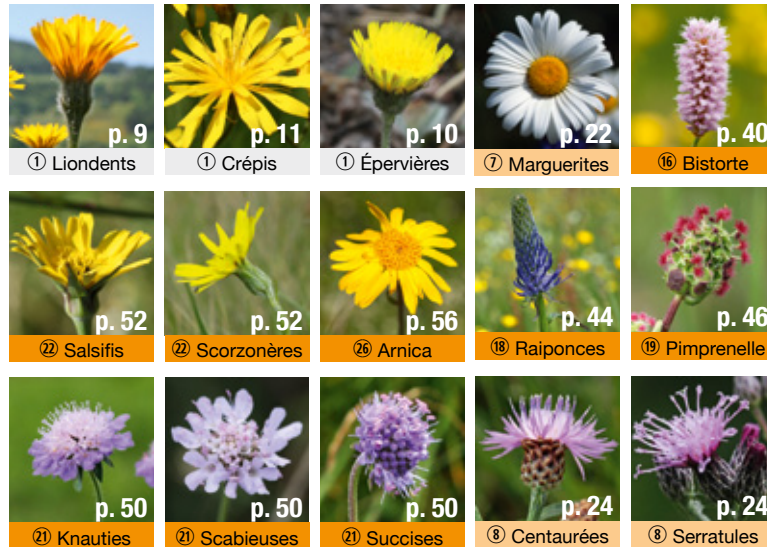 p. 9
p. 11
p. 10
p. 22
p. 40
① Liondents
① Crépis
① Épervières
⑦ Marguerites
⑯ Bistorte
p. 52
p. 52
p. 56
p. 44
p. 46
㉒ Salsifis
㉒ Scorzonères
㉖ Arnica
⑱ Raiponces
⑲ Pimprenelle
p. 50
p. 50
p. 50
p. 24
p. 24
㉑ Knauties
㉑ Scabieuses
㉑ Succises
⑧ Centaurées
⑧ Serratules